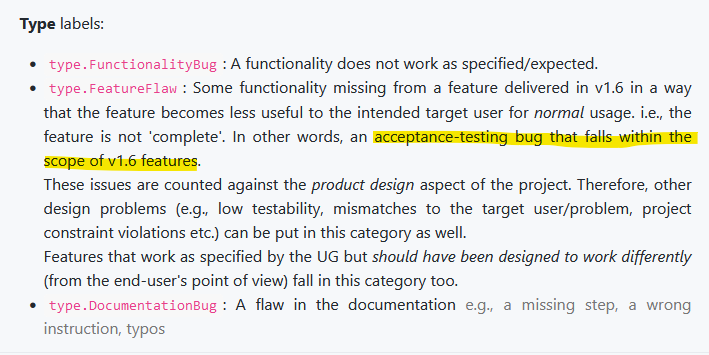 Type labels:
• type.FunctionalityBug : A functionality does not work as specified/expected.
• type.FeatureFlaw : Some functionality missing from a feature delivered in v1.6 in a way
that the feature becomes less useful to the intended target user for normal usage. i.e., the
feature is not 'complete'. In other words, an acceptance-testing bug that falls within the
scope of v1.6 features.
These issues are counted against the product design aspect of the project. Therefore, other
design problems (e.g., low testability, mismatches to the target user/problem, project
constraint violations etc.) can be put in this category as well.
Features that work as specified by the UG but should have been designed to work differently
(from the end-user's point of view) fall in this category too.
• type.DocumentationBug : A flaw in the documentation e.g., a missing step, a wrong
instruction, typos